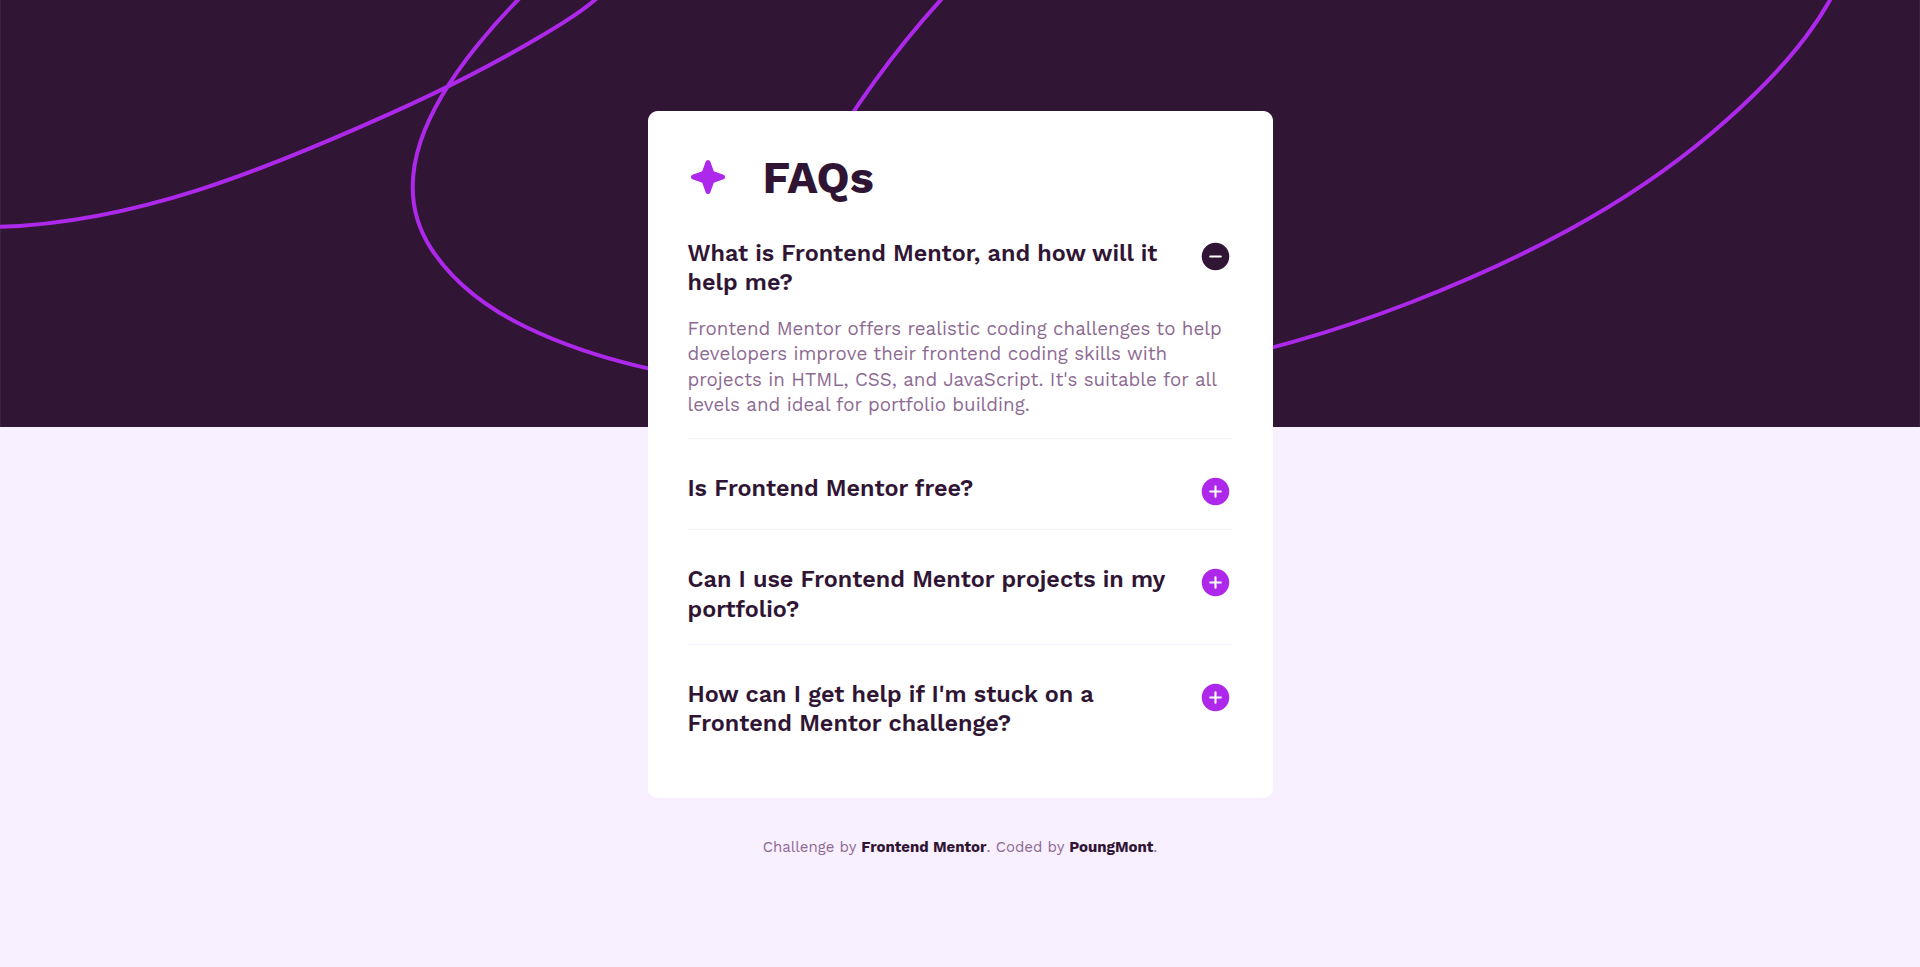 FAQs
What is Frontend Mentor, and how will it
help me?
Frontend Mentor offers realistic coding challenges to help
developers improve their frontend coding skills with
projects in HTML, CSS, and JavaScript. It's suitable for all
levels and ideal for portfolio building.
Is Frontend Mentor free?
Can I use Frontend Mentor projects in my
portfolio?
How can I get help if I'm stuck on a
Frontend Mentor challenge?
Challenge by Frontend Mentor. Coded by PoungMont.